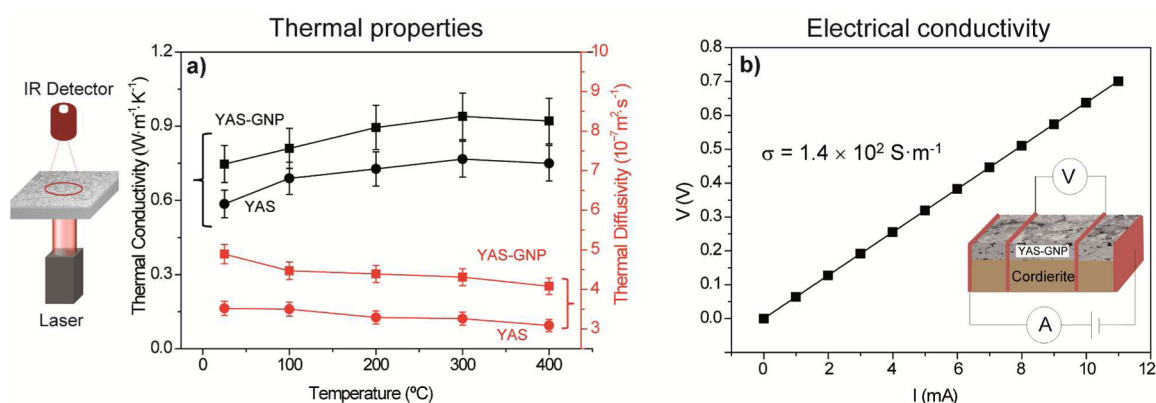 Thermal properties
Electrical conductivity
IR Detector
Laser
a)
Thermal Conductivity (W·m⁻¹·K⁻¹)
1.2
0.9
0.6
0.3
0.0
YAS-GNP
YAS
YAS-GNP
YAS
0
100
200
300
400
Temperature (ºC)
10
9
8
7
6
5
4
3
Thermal Diffusivity (10⁻⁷m²·s⁻¹)
b)
V (V)
0.8
0.7
0.6
0.5
0.4
0.3
0.2
0.1
0.0
σ = 1.4 × 10² S·m⁻¹
V
YAS-GNP
Cordierite
A
0
2
4
6
8
10
12
I (mA)